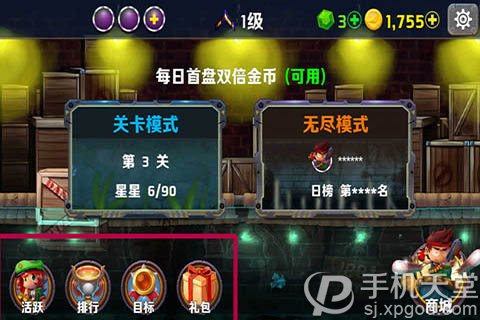 1级
3
1,755
每日首盘双倍金币 (可用)
关卡模式
第 3 关
星星 6/90
无尽模式
******
日榜 第****名
活跃
排行
目标
礼包
商城
手机天堂
sj.xpgod.com